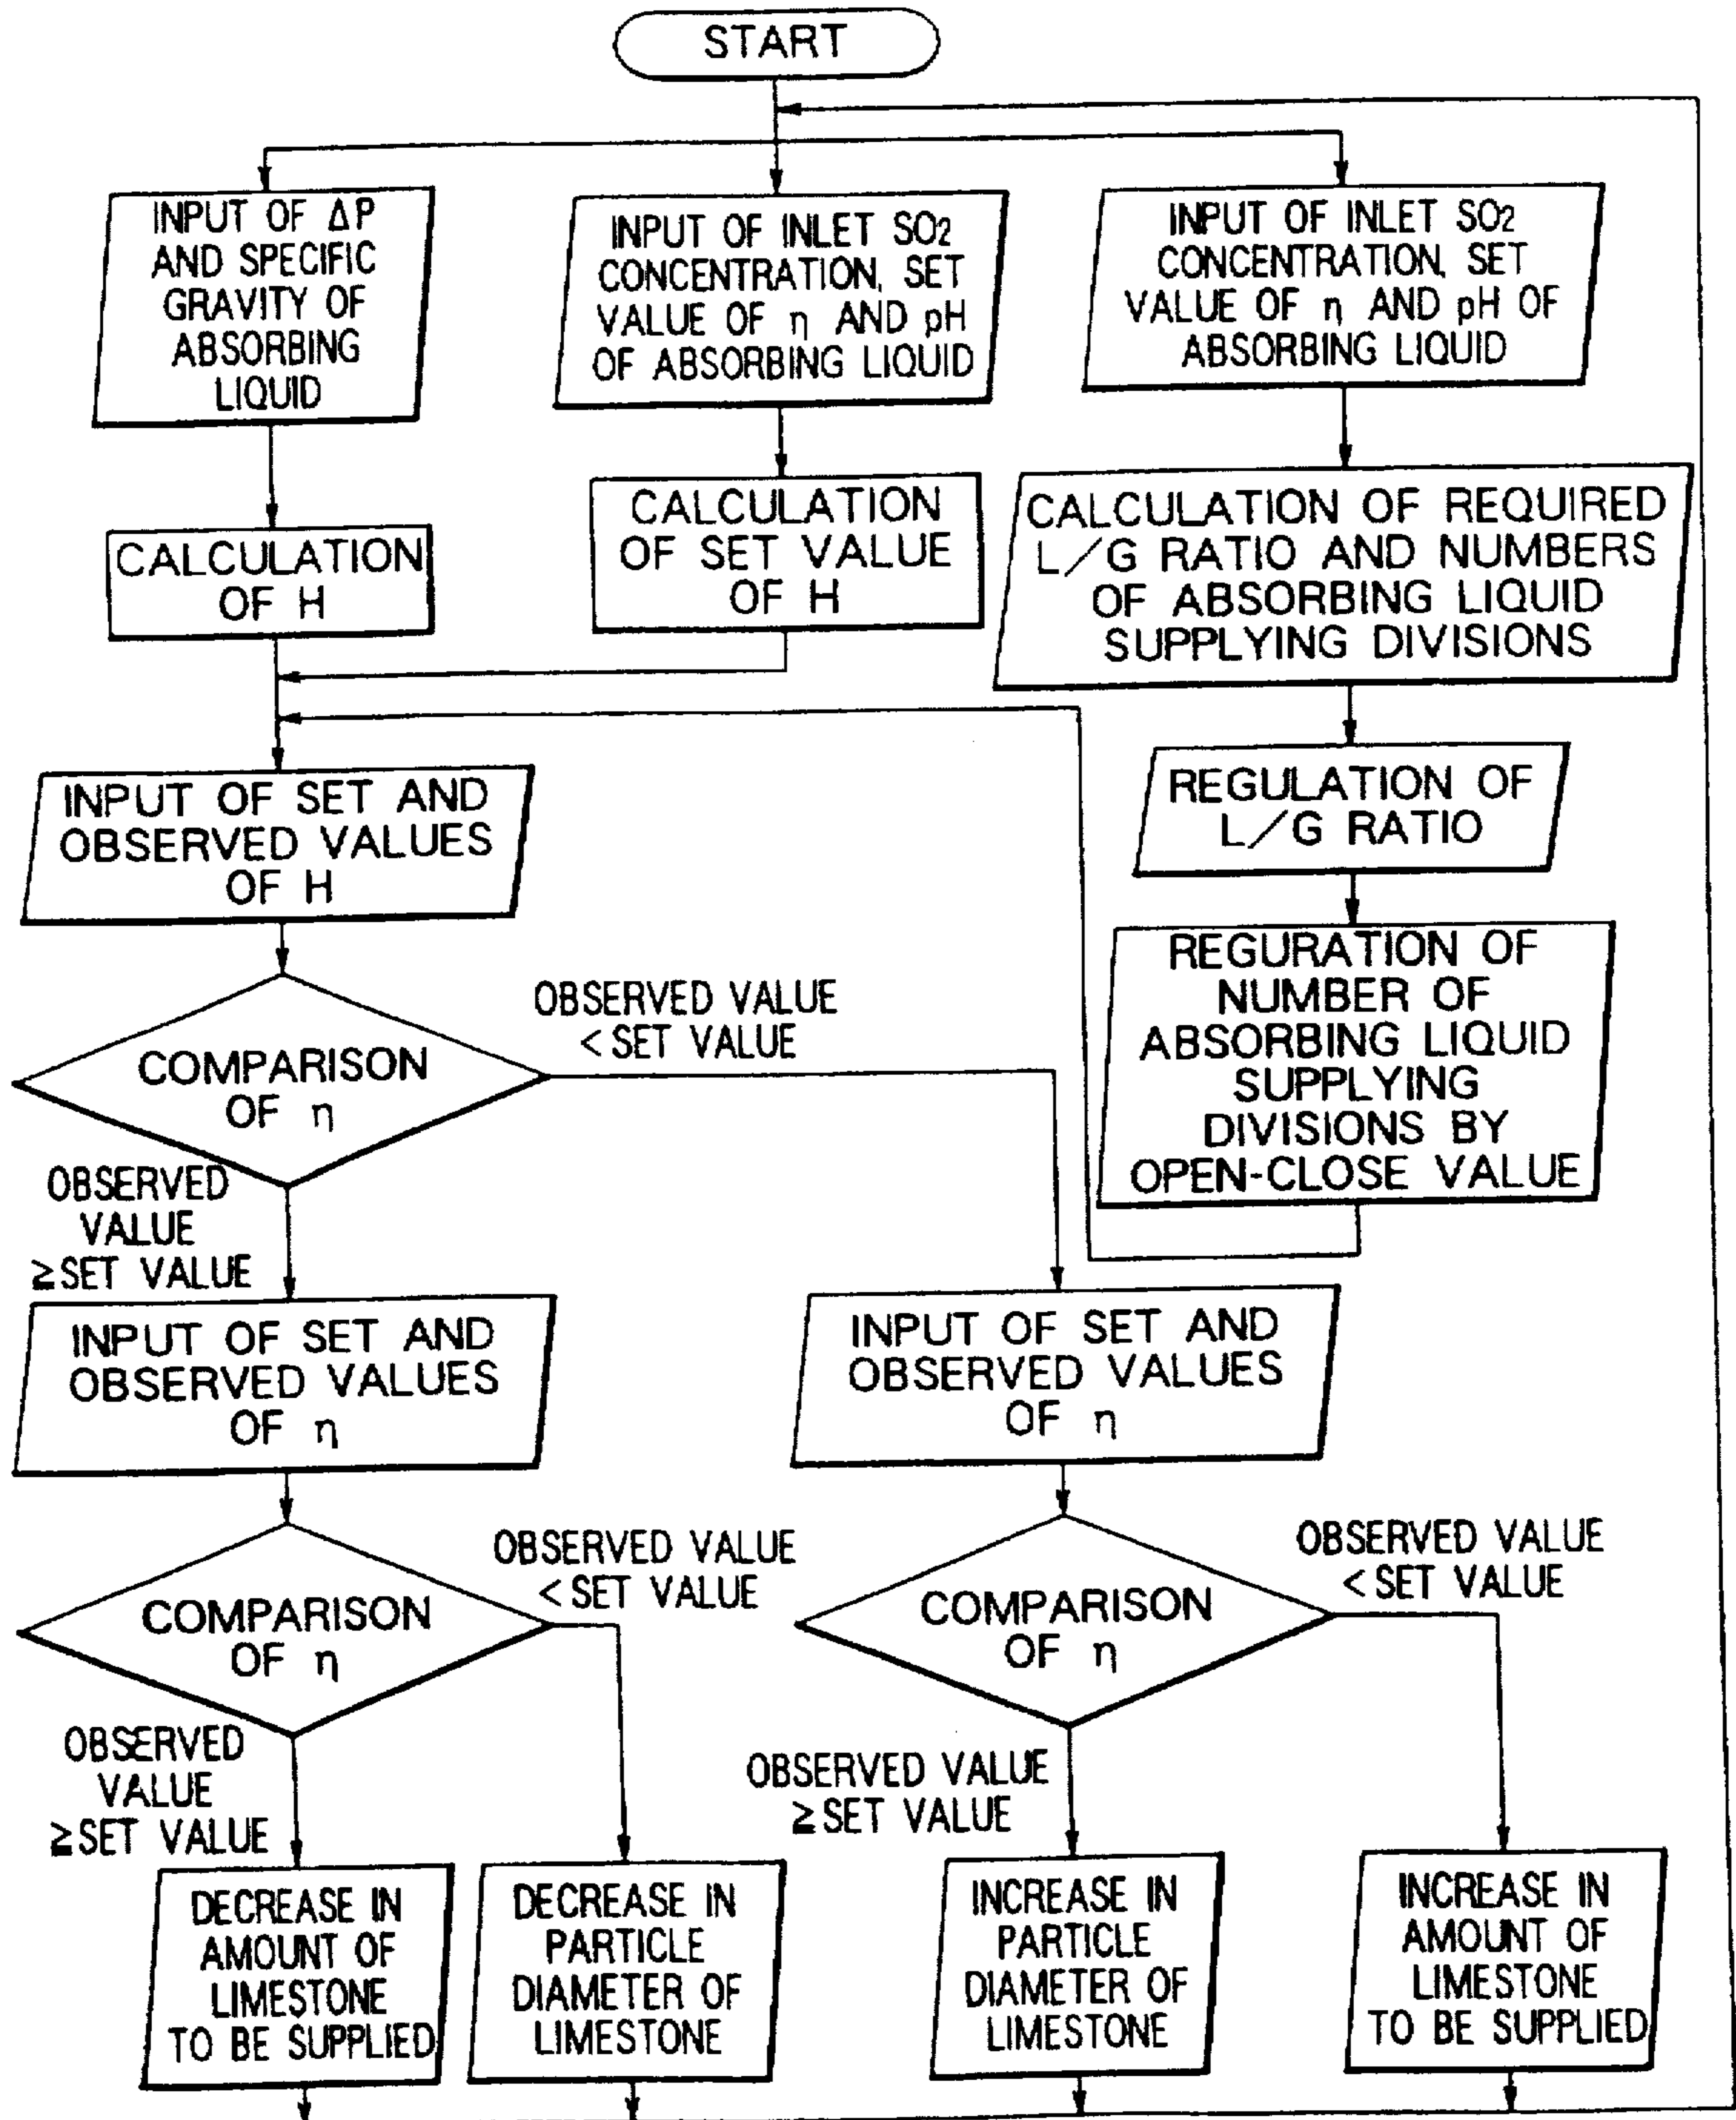 START
INPUT OF ΔP
AND SPECIFIC
GRAVITY OF
ABSORBING
LIQUID
INPUT OF INLET SO2
CONCENTRATION, SET
VALUE OF η AND pH
OF ABSORBING LIQUID
INPUT OF INLET SO2
CONCENTRATION, SET
VALUE OF η AND pH OF
ABSORBING LIQUID
CALCULATION
OF H
CALCULATION
OF SET VALUE
OF H
CALCULATION OF REQUIRED
L/G RATIO AND NUMBERS
OF ABSORBING LIQUID
SUPPLYING DIVISIONS
INPUT OF SET AND
OBSERVED VALUES
OF H
REGULATION OF
L/G RATIO
REGURATION OF
NUMBER OF
ABSORBING LIQUID
SUPPLYING
DIVISIONS BY
OPEN-CLOSE VALUE
COMPARISON
OF η
OBSERVED VALUE
< SET VALUE
OBSERVED
VALUE
≧SET VALUE
INPUT OF SET AND
OBSERVED VALUES
OF η
INPUT OF SET AND
OBSERVED VALUES
OF η
COMPARISON
OF η
OBSERVED VALUE
< SET VALUE
COMPARISON
OF η
OBSERVED VALUE
< SET VALUE
OBSERVED
VALUE
≧SET VALUE
OBSERVED VALUE
≧SET VALUE
DECREASE IN
AMOUNT OF
LIMESTONE
TO BE SUPPLIED
DECREASE IN
PARTICLE
DIAMETER OF
LIMESTONE
INCREASE IN
PARTICLE
DIAMETER OF
LIMESTONE
INCREASE IN
AMOUNT OF
LIMESTONE
TO BE SUPPLIED